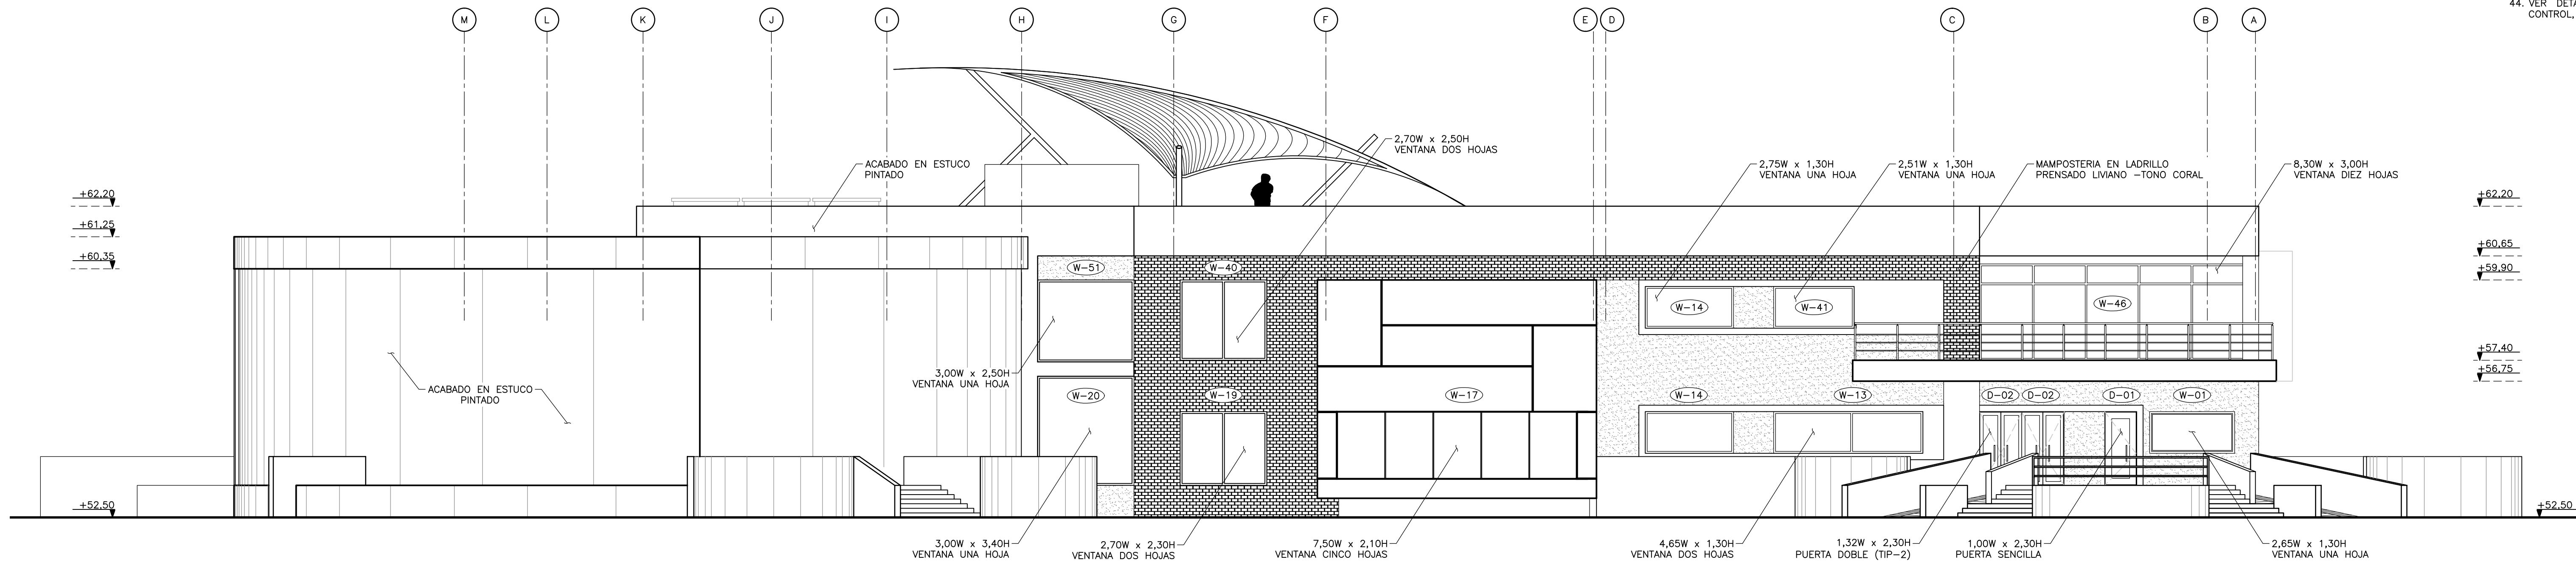 44. VER DETA
CONTROL,
M
L
K
J
I
H
G
F
E
D
C
B
A
2,70W x 2,50H
VENTANA DOS HOJAS
ACABADO EN ESTUCO
PINTADO
2,75W x 1,30H
VENTANA UNA HOJA
2,51W x 1,30H
VENTANA UNA HOJA
MAMPOSTERIA EN LADRILLO
PRENSADO LIVIANO -TONO CORAL
8,30W x 3,00H
VENTANA DIEZ HOJAS
+62,20
+62,20
+61,25
+60,65
+60,35
+59,90
W-51
W-40
W-14
W-41
W-46
+57,40
+56,75
3,00W x 2,50H
VENTANA UNA HOJA
ACABADO EN ESTUCO
PINTADO
W-20
W-19
W-17
W-14
W-13
D-02
D-02
D-01
W-01
+52,50
+52,50
3,00W x 3,40H
VENTANA UNA HOJA
2,70W x 2,30H
VENTANA DOS HOJAS
7,50W x 2,10H
VENTANA CINCO HOJAS
4,65W x 1,30H
VENTANA DOS HOJAS
1,32W x 2,30H
PUERTA DOBLE (TIP-2)
1,00W x 2,30H
PUERTA SENCILLA
2,65W x 1,30H
VENTANA UNA HOJA